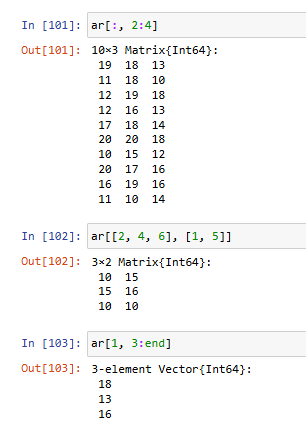 In [101]: ar[:, 2:4]
Out[101]: 10×3 Matrix{Int64}:
19 18 13
11 18 10
12 19 18
12 16 13
17 18 14
20 20 18
10 15 12
20 17 16
16 19 16
11 10 14
In [102]: ar[[2, 4, 6], [1, 5]]
Out[102]: 3×2 Matrix{Int64}:
10 15
15 16
10 10
In [103]: ar[1, 3:end]
Out[103]: 3-element Vector{Int64}:
18
13
16